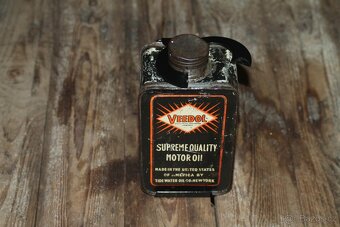 VEEDOL
SUPREME QUALITY
MOTOR OIL
MADE IN THE UNITED STATES
OF AMERICA BY
TIDE WATER OIL CO. NEW YORK